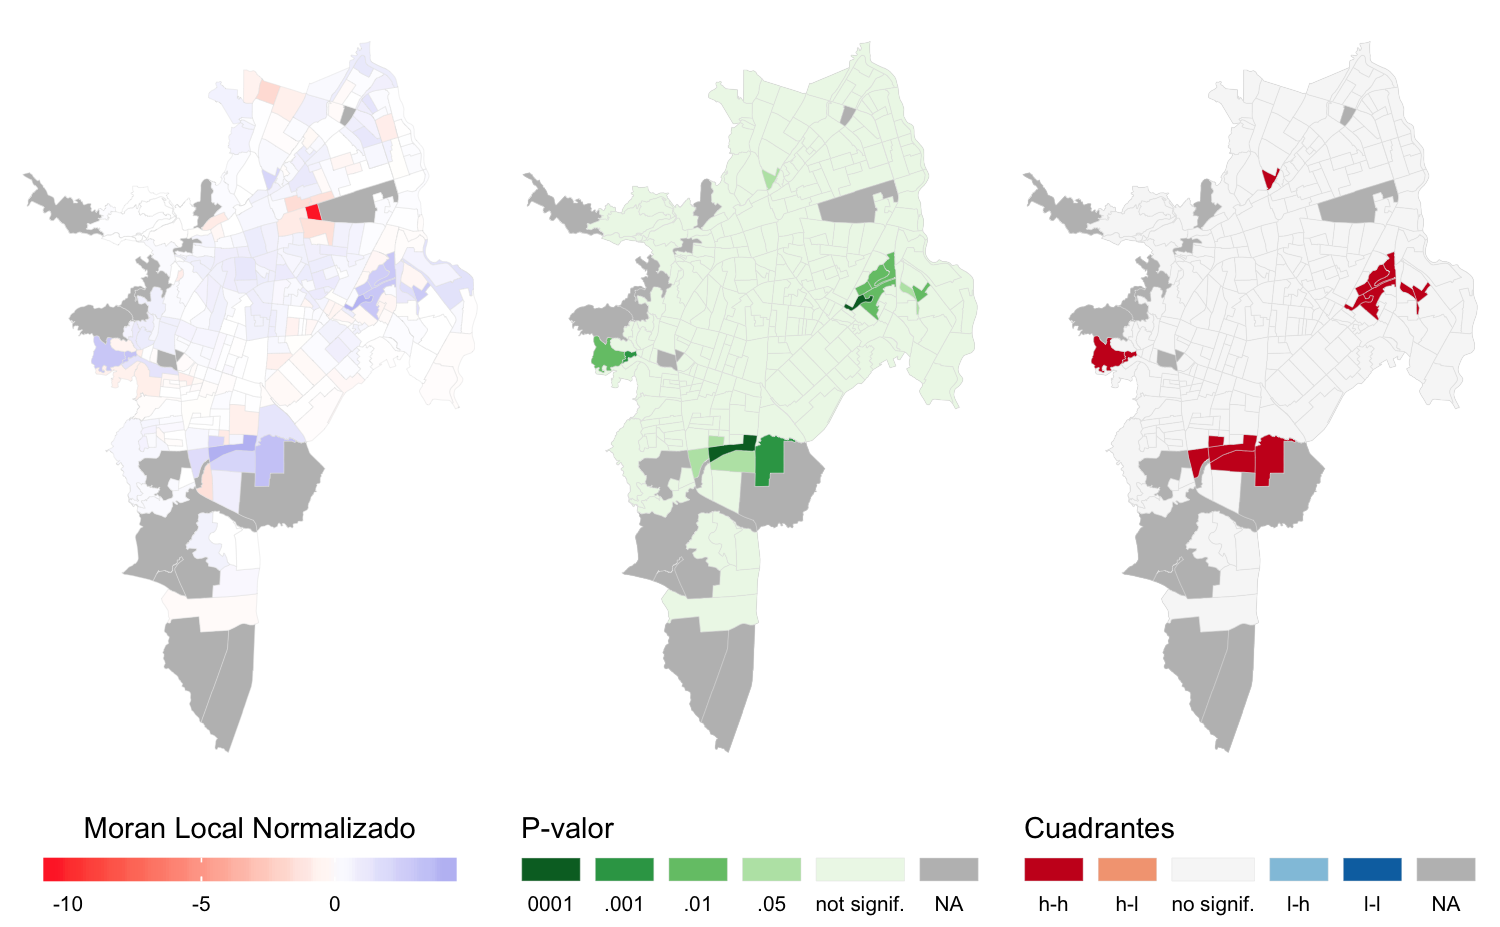 Moran Local Normalizado
-10 -5 0
P-valor
0001 .001 .01 .05 not signif. NA
Cuadrantes
h-h h-l no signif. l-h l-l NA